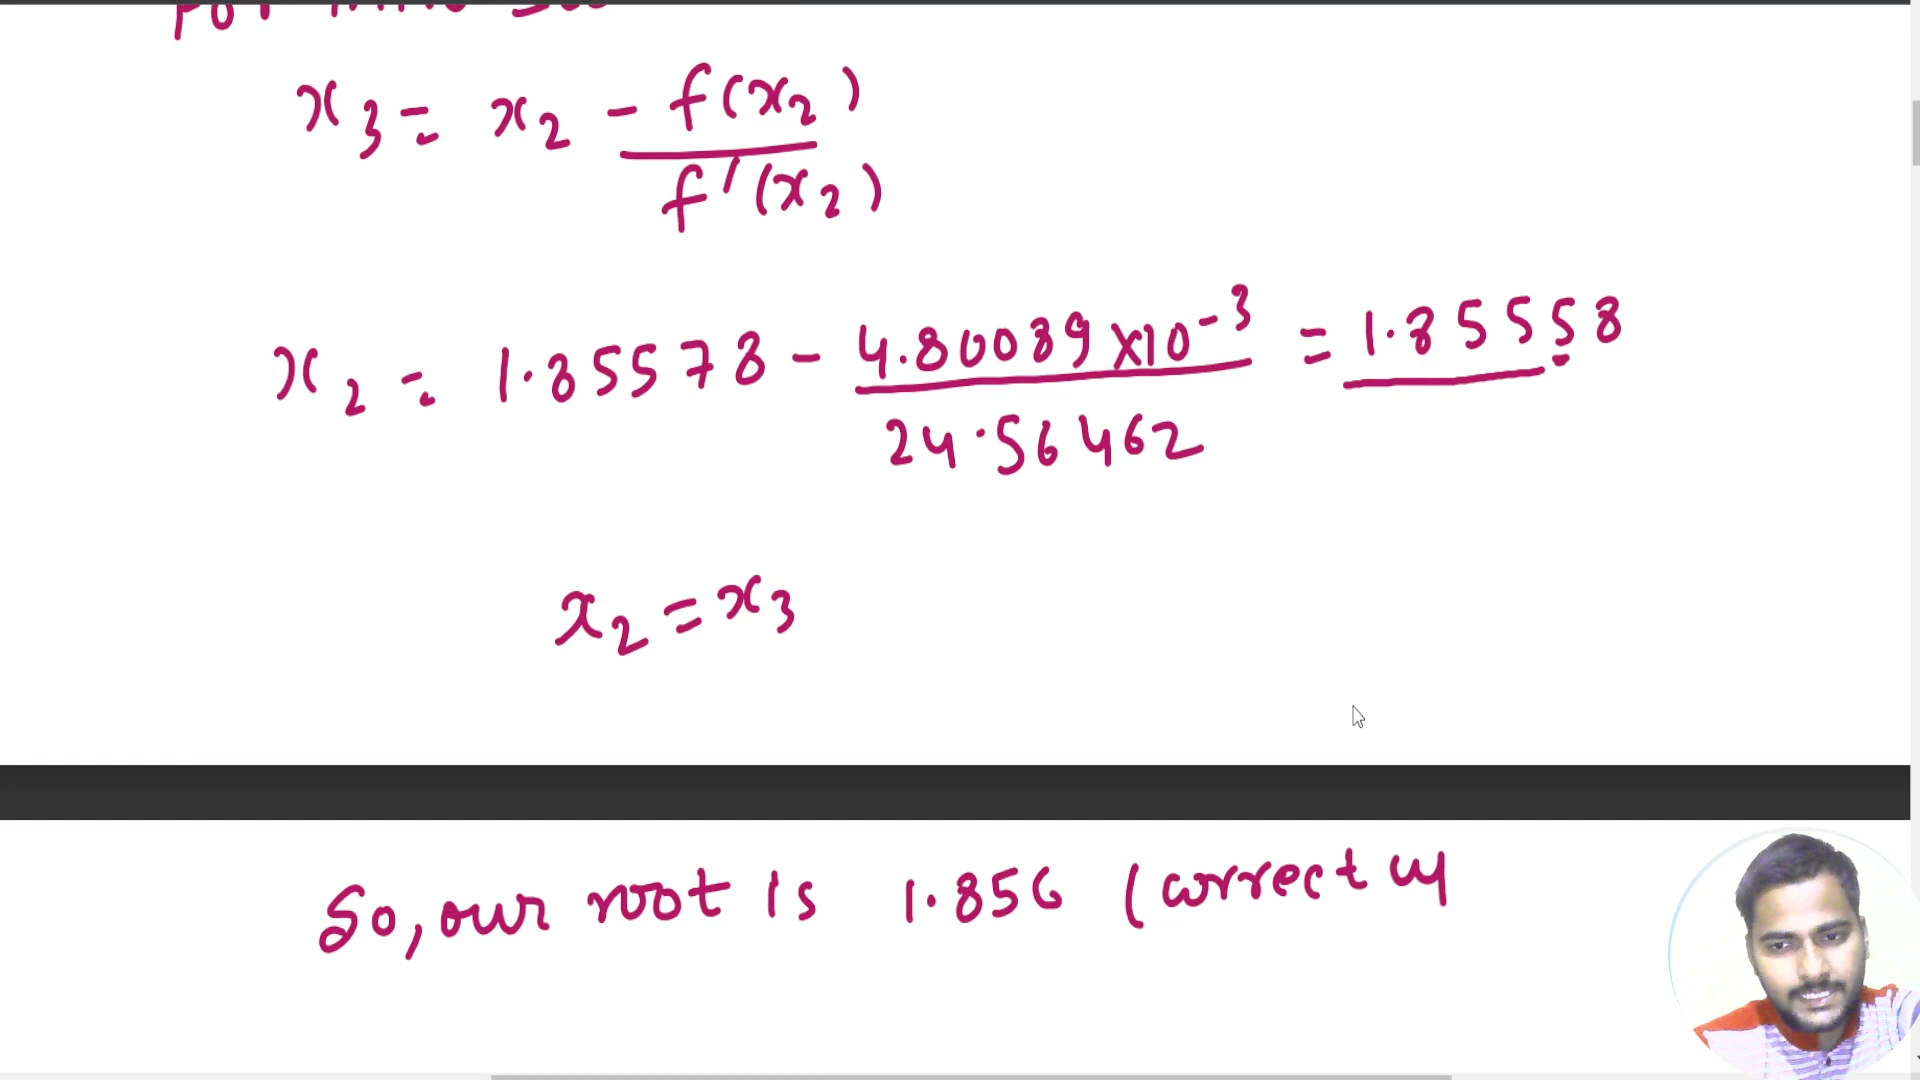 x3 = x2 - f(x2)
f'(x2)
x2 = 1.85578 - 4.80089 x10^-3 = 1.85558
24.56462
x2 = x3
So, our root is 1.856 (correct up